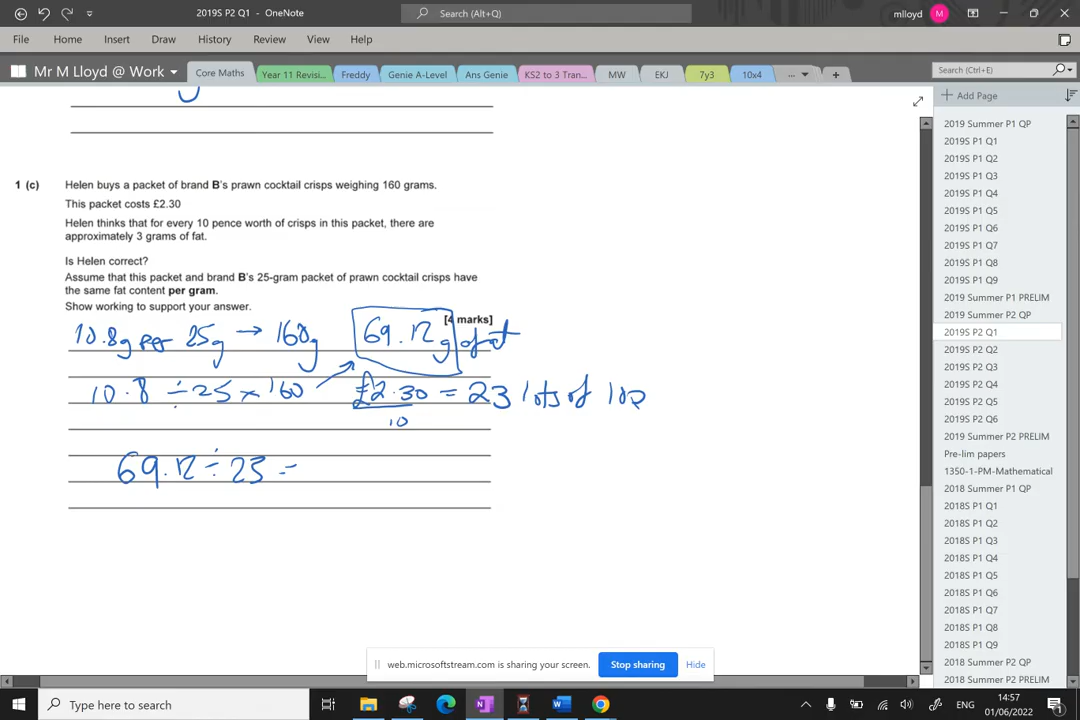 2019S P2 Q1 - OneNote
Search (Alt+Q)
mlloyd
M
File Home Insert Draw History Review View Help
Mr M Lloyd @ Work
Core Maths
Year 11 Revisi...
Freddy
Genie A-Level
Ans Genie
KS2 to 3 Tran...
MW
EKJ
7y3
10x4
...
+
Search (Ctrl+E)
1 (c) Helen buys a packet of brand B's prawn cocktail crisps weighing 160 grams.
This packet costs £2.30
Helen thinks that for every 10 pence worth of crisps in this packet, there are
approximately 3 grams of fat.
Is Helen correct?
Assume that this packet and brand B's 25-gram packet of prawn cocktail crisps have
the same fat content per gram.
Show working to support your answer.
[4 marks]
10.8g per 25g → 160g 69.12g of fat
10.8 ÷ 25 × 160 £2.30 = 23 lots of 10p
10
69.12 ÷ 23 =
Add Page
2019 Summer P1 QP
2019S P1 Q1
2019S P1 Q2
2019S P1 Q3
2019S P1 Q4
2019S P1 Q5
2019S P1 Q6
2019S P1 Q7
2019S P1 Q8
2019S P1 Q9
2019 Summer P1 PRELIM
2019 Summer P2 QP
2019S P2 Q1
2019S P2 Q2
2019S P2 Q3
2019S P2 Q4
2019S P2 Q5
2019S P2 Q6
2019 Summer P2 PRELIM
Pre-lim papers
1350-1-PM-Mathematical
2018 Summer P1 QP
2018S P1 Q1
2018S P1 Q2
2018S P1 Q3
2018S P1 Q4
2018S P1 Q5
2018S P1 Q6
2018S P1 Q7
2018S P1 Q8
2018S P1 Q9
2018 Summer P2 QP
2018 Summer P2 PRELIM
web.microsoftstream.com is sharing your screen.
Stop sharing
Hide
Type here to search
ENG
14:57
01/06/2022